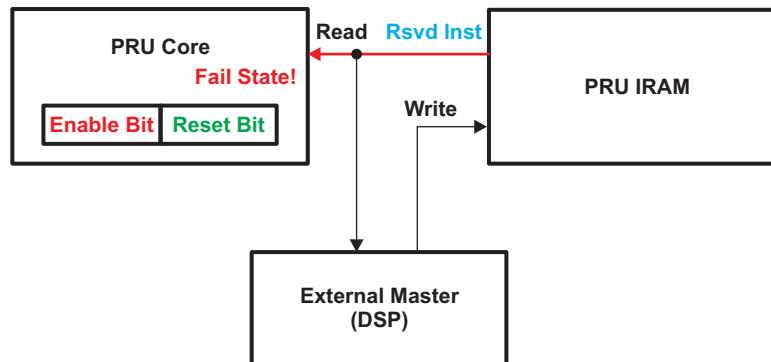 PRU Core
Read
Rsvd Inst
Fail State!
PRU IRAM
Enable Bit
Reset Bit
Write
External Master
(DSP)